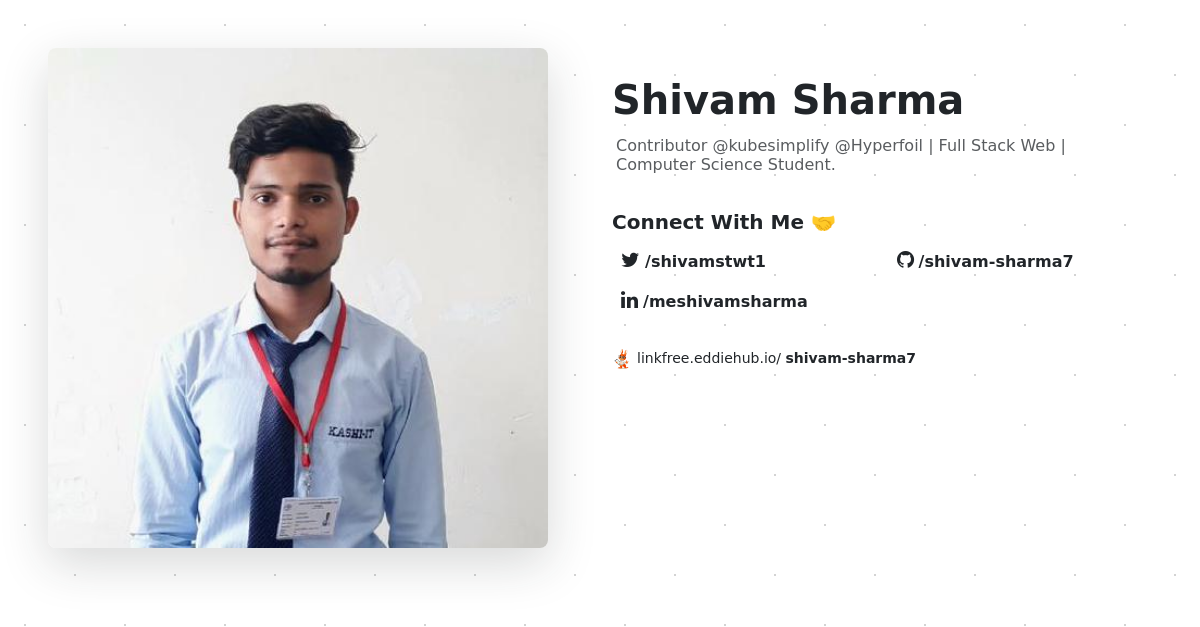 Shivam Sharma
Contributor @kubesimplify @Hyperfoil | Full Stack Web |
Computer Science Student.
Connect With Me 🤝
/shivamstwt1
/shivam-sharma7
/meshivamsharma
linkfree.eddiehub.io/ shivam-sharma7
KASHI-IT